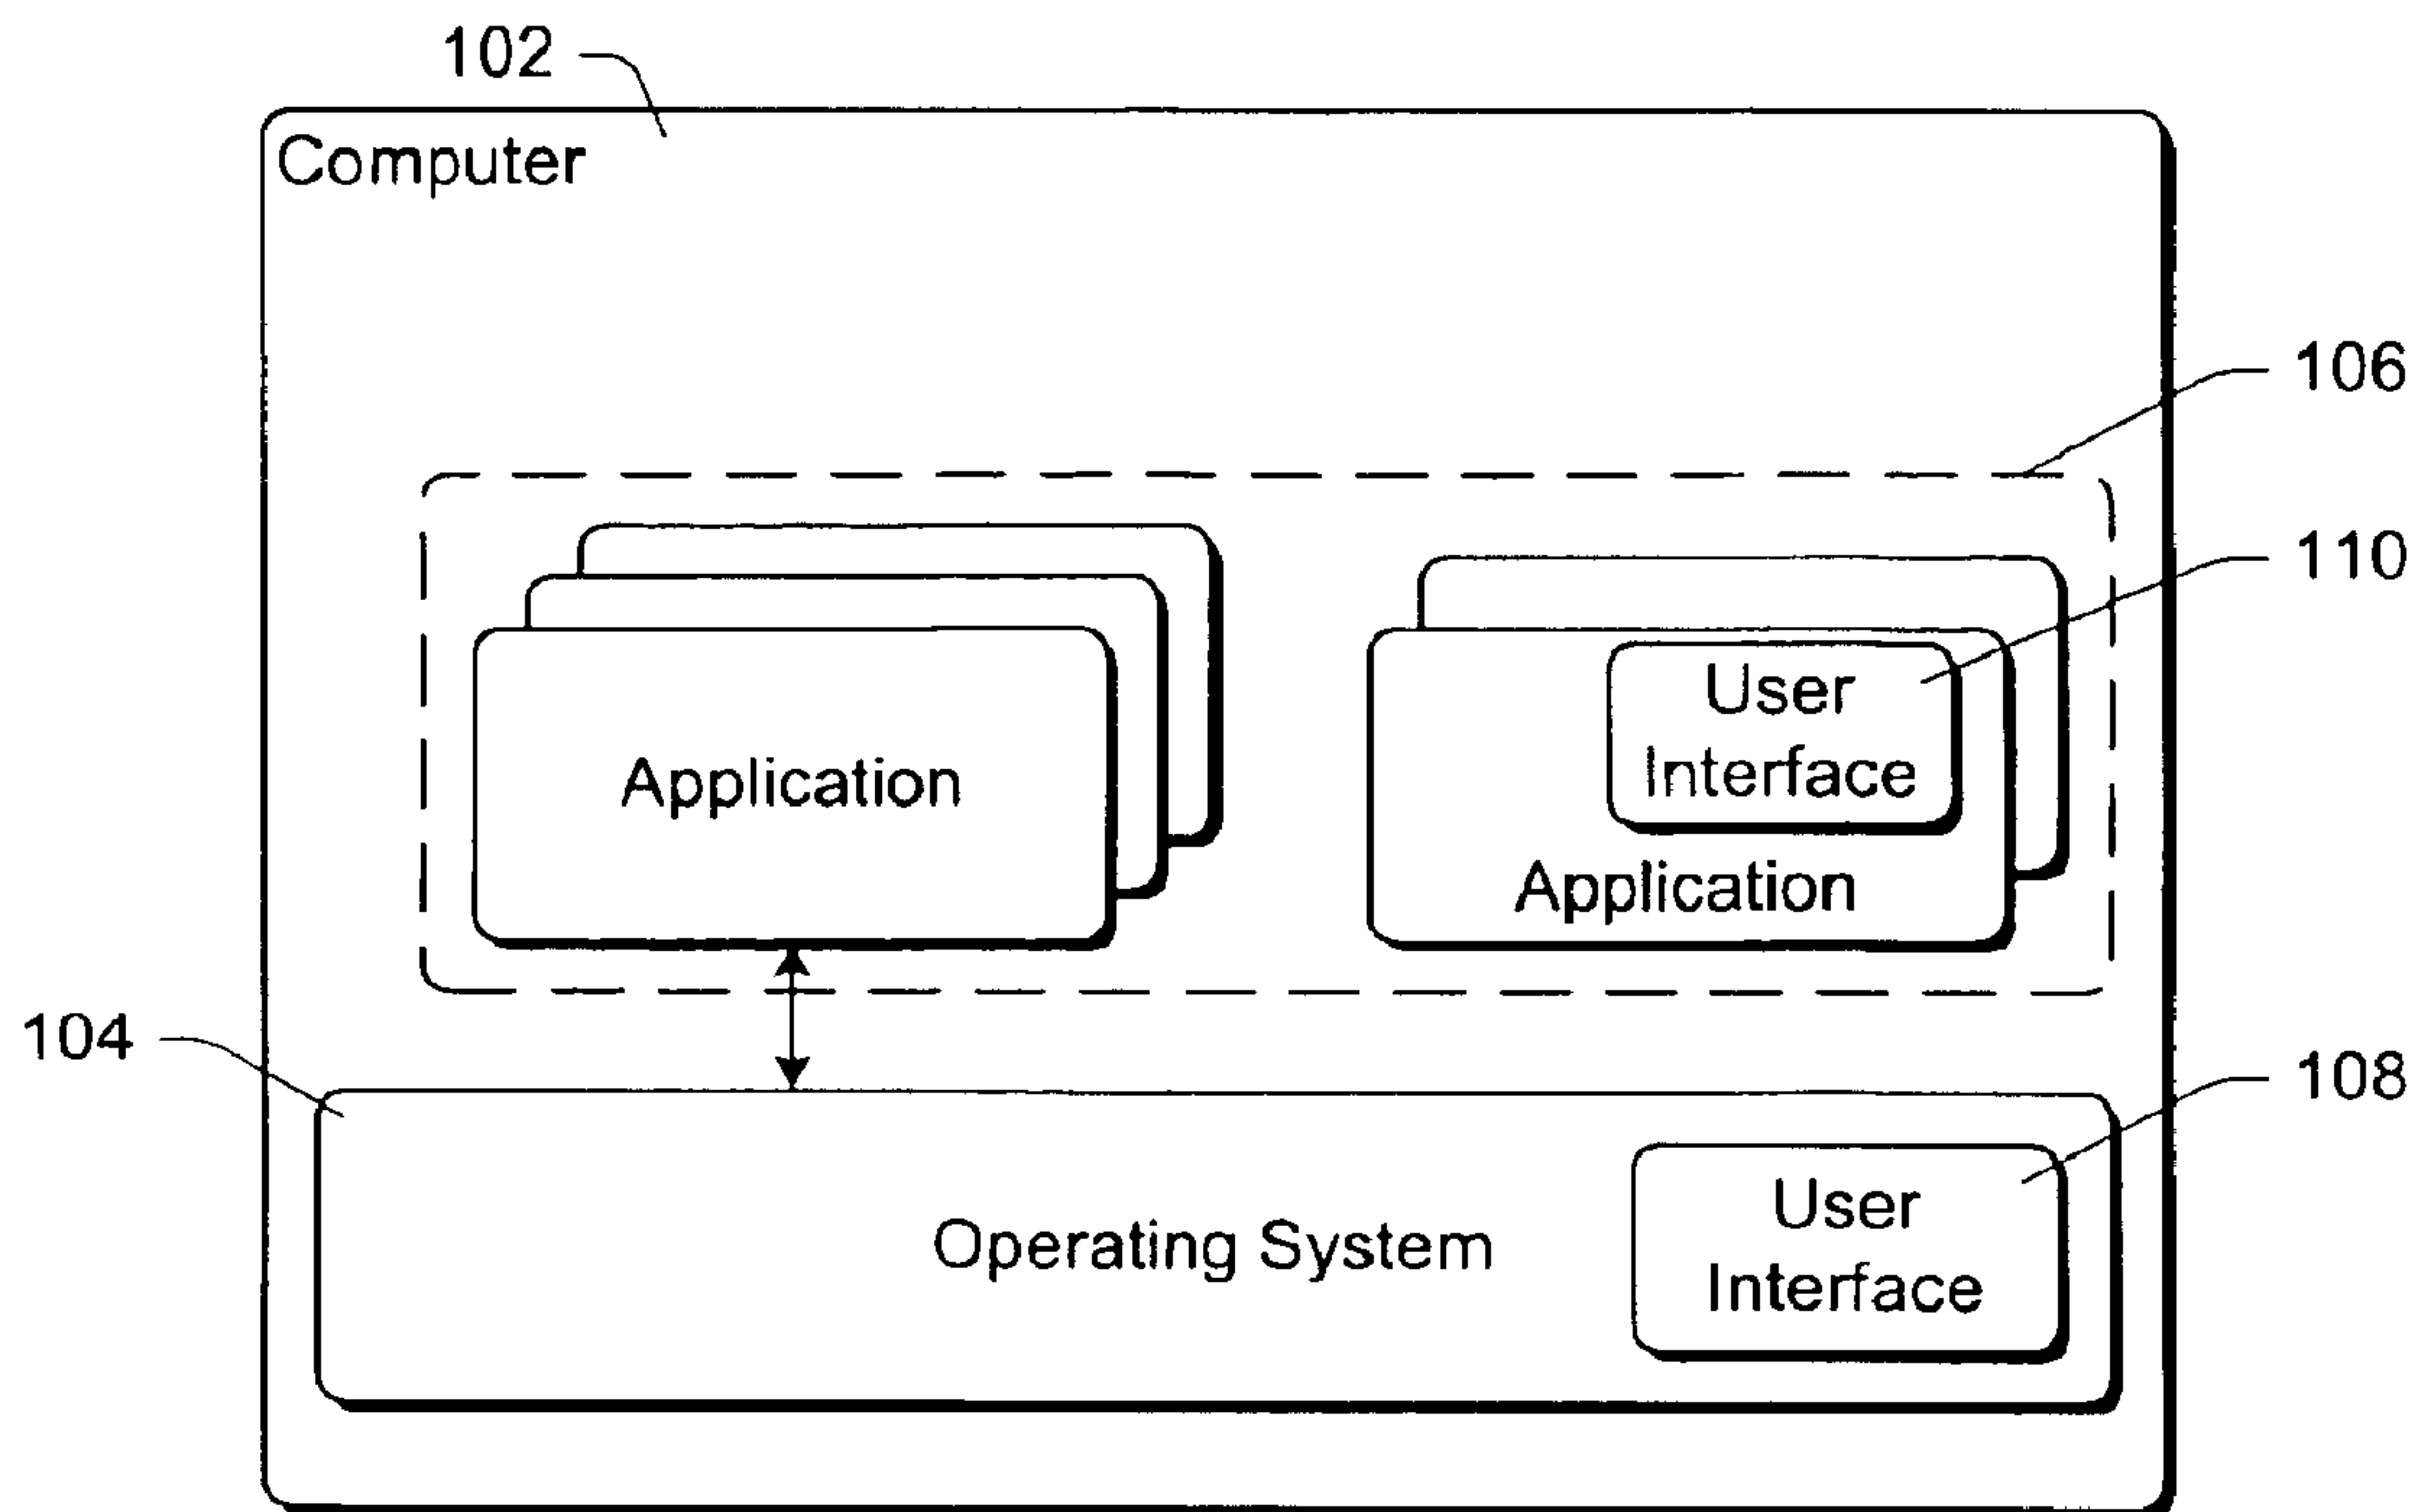 102
Computer
106
110
User
Interface
Application
Application
104
108
User
Interface
Operating System